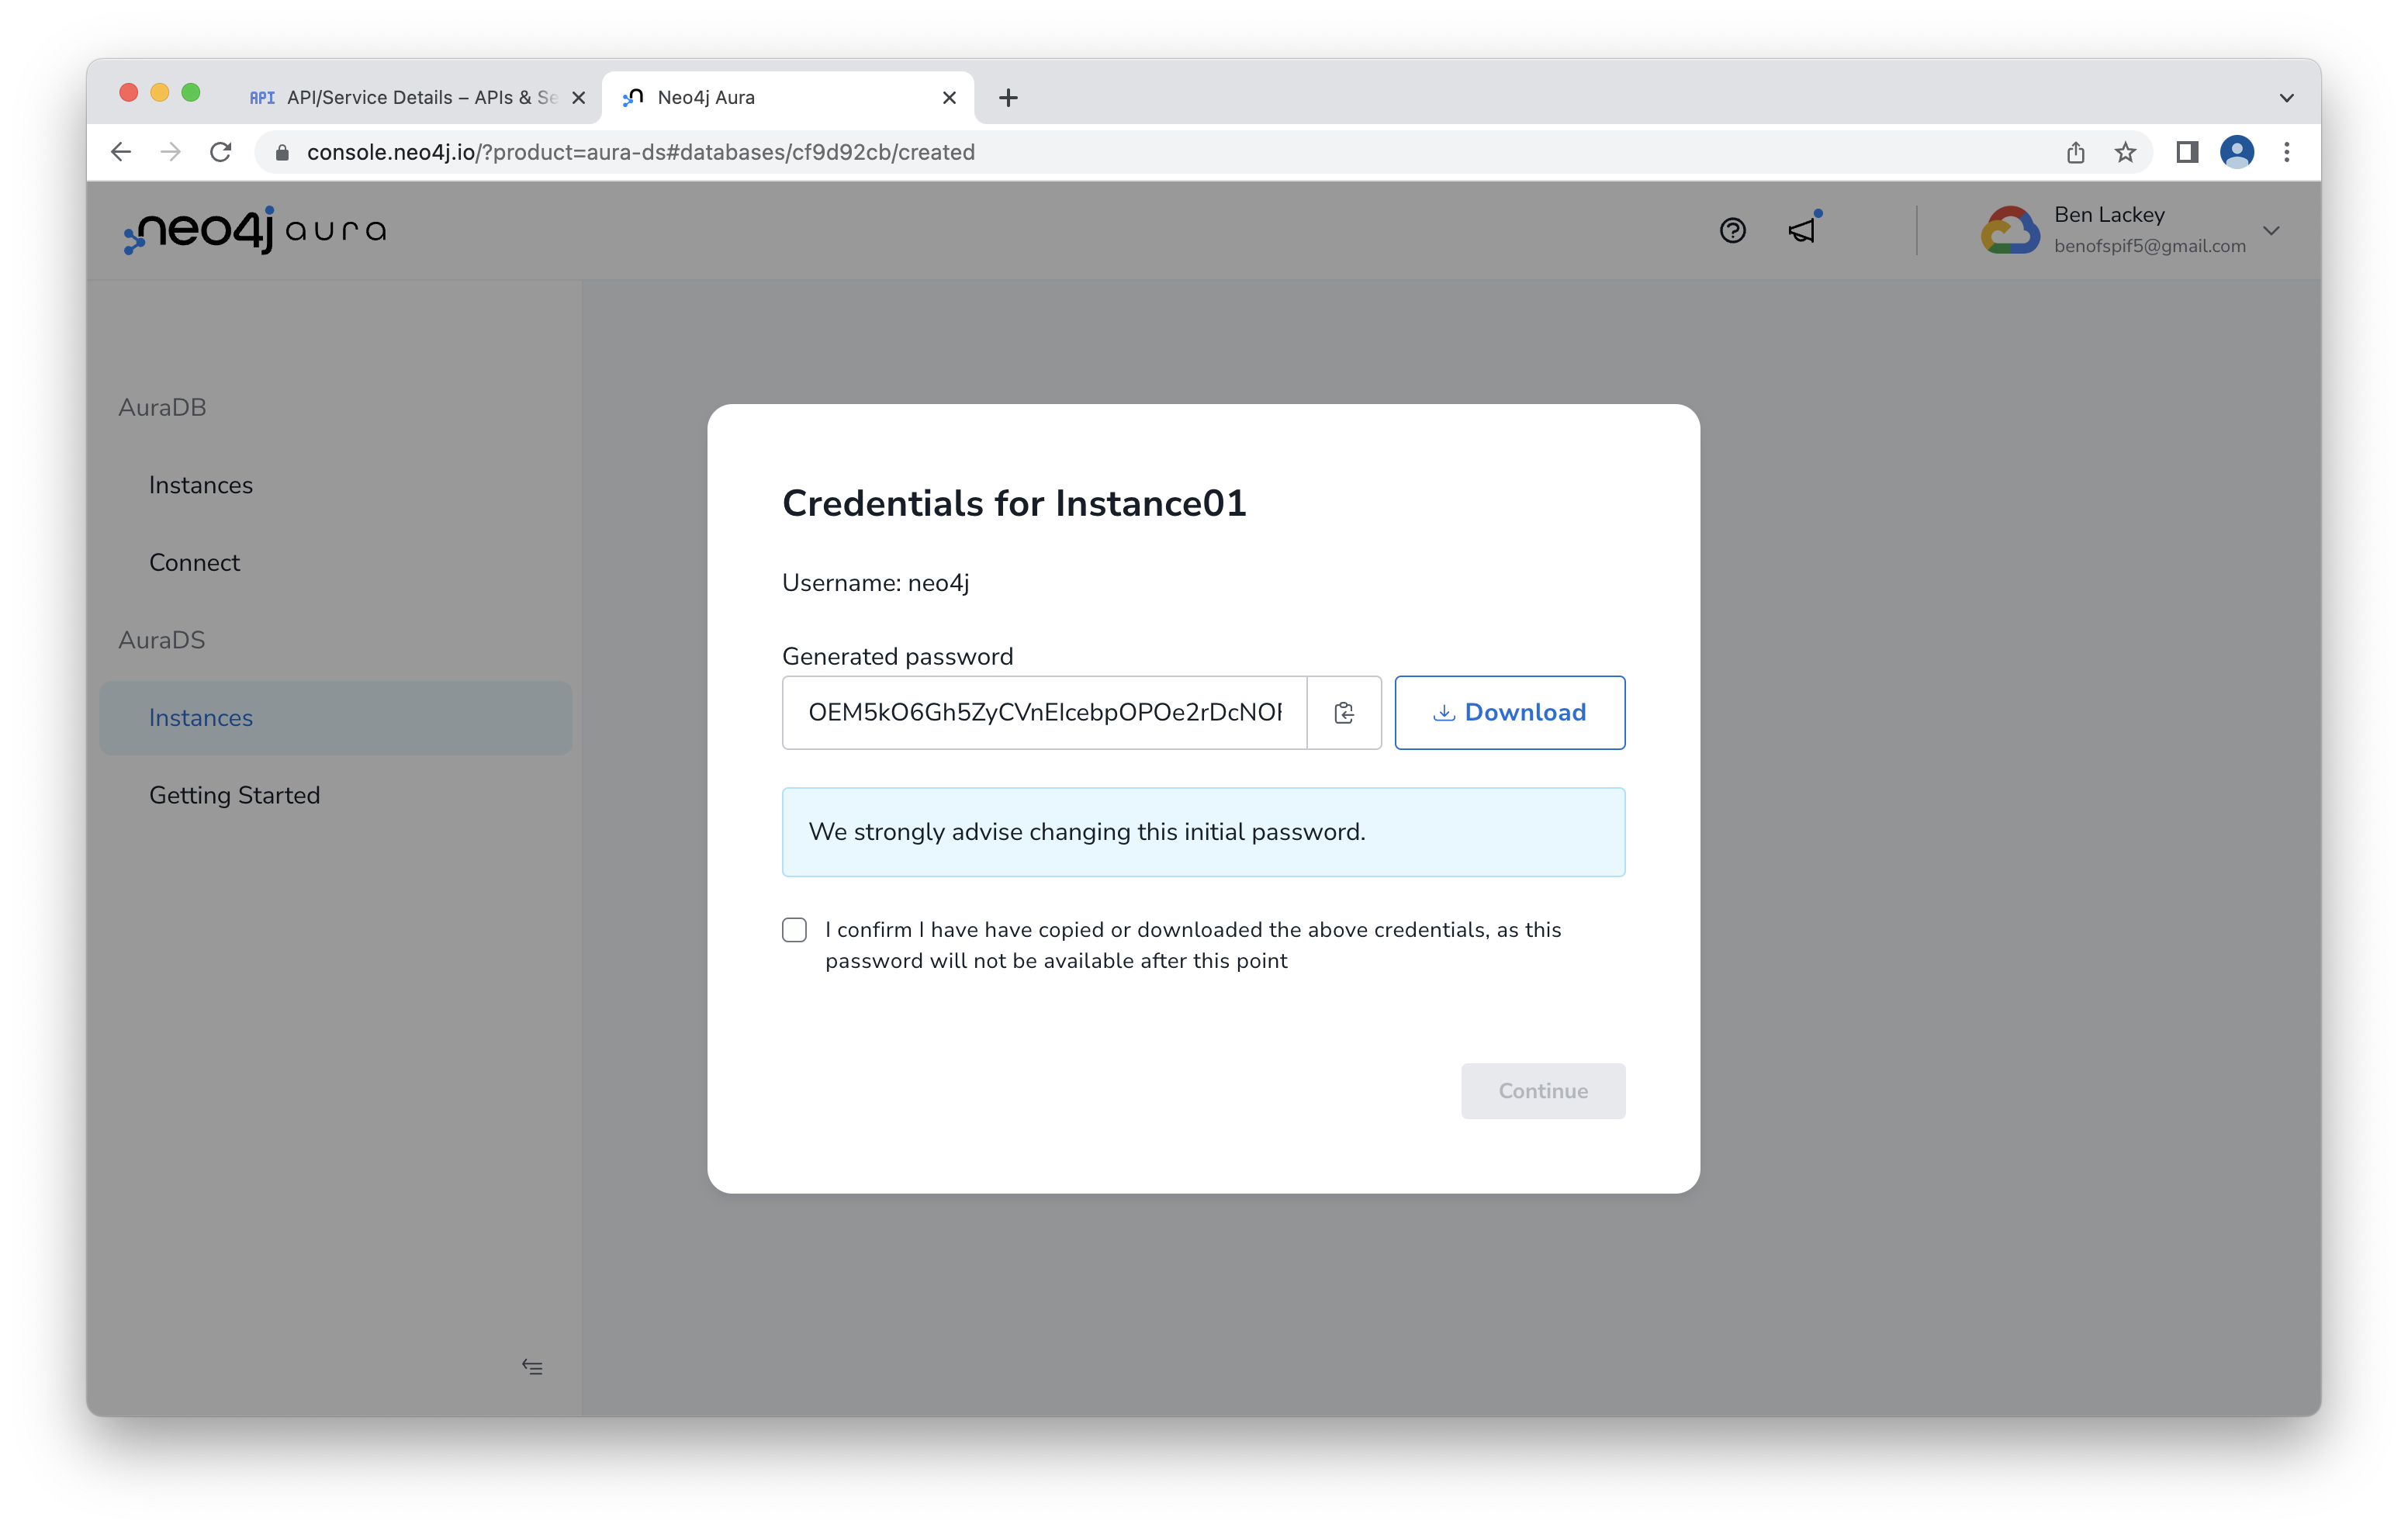 API API/Service Details – APIs & Se
Neo4j Aura
console.neo4j.io/?product=aura-ds#databases/cf9d92cb/created
neo4j aura
Ben Lackey
benofspif5@gmail.com
AuraDB
Instances
Connect
AuraDS
Instances
Getting Started
Credentials for Instance01
Username: neo4j
Generated password
OEM5kO6Gh5ZyCVnEIcebpOPOe2rDcNOF
Download
We strongly advise changing this initial password.
I confirm I have have copied or downloaded the above credentials, as this
password will not be available after this point
Continue